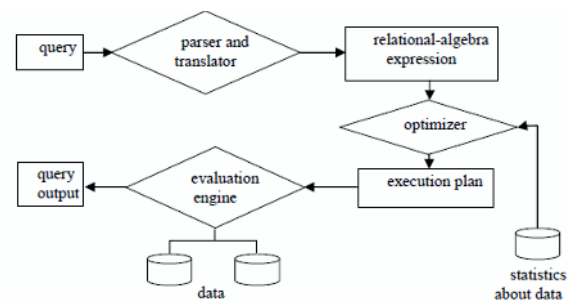 query
parser and
translator
relational-algebra
expression
optimizer
execution plan
evaluation
engine
query
output
data
statistics
about data